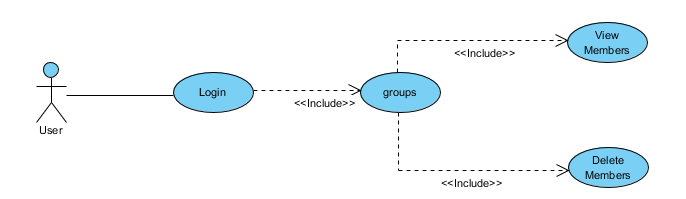 View
Members
<<Include>>
Login
groups
<<Include>>
User
Delete
Members
<<Include>>